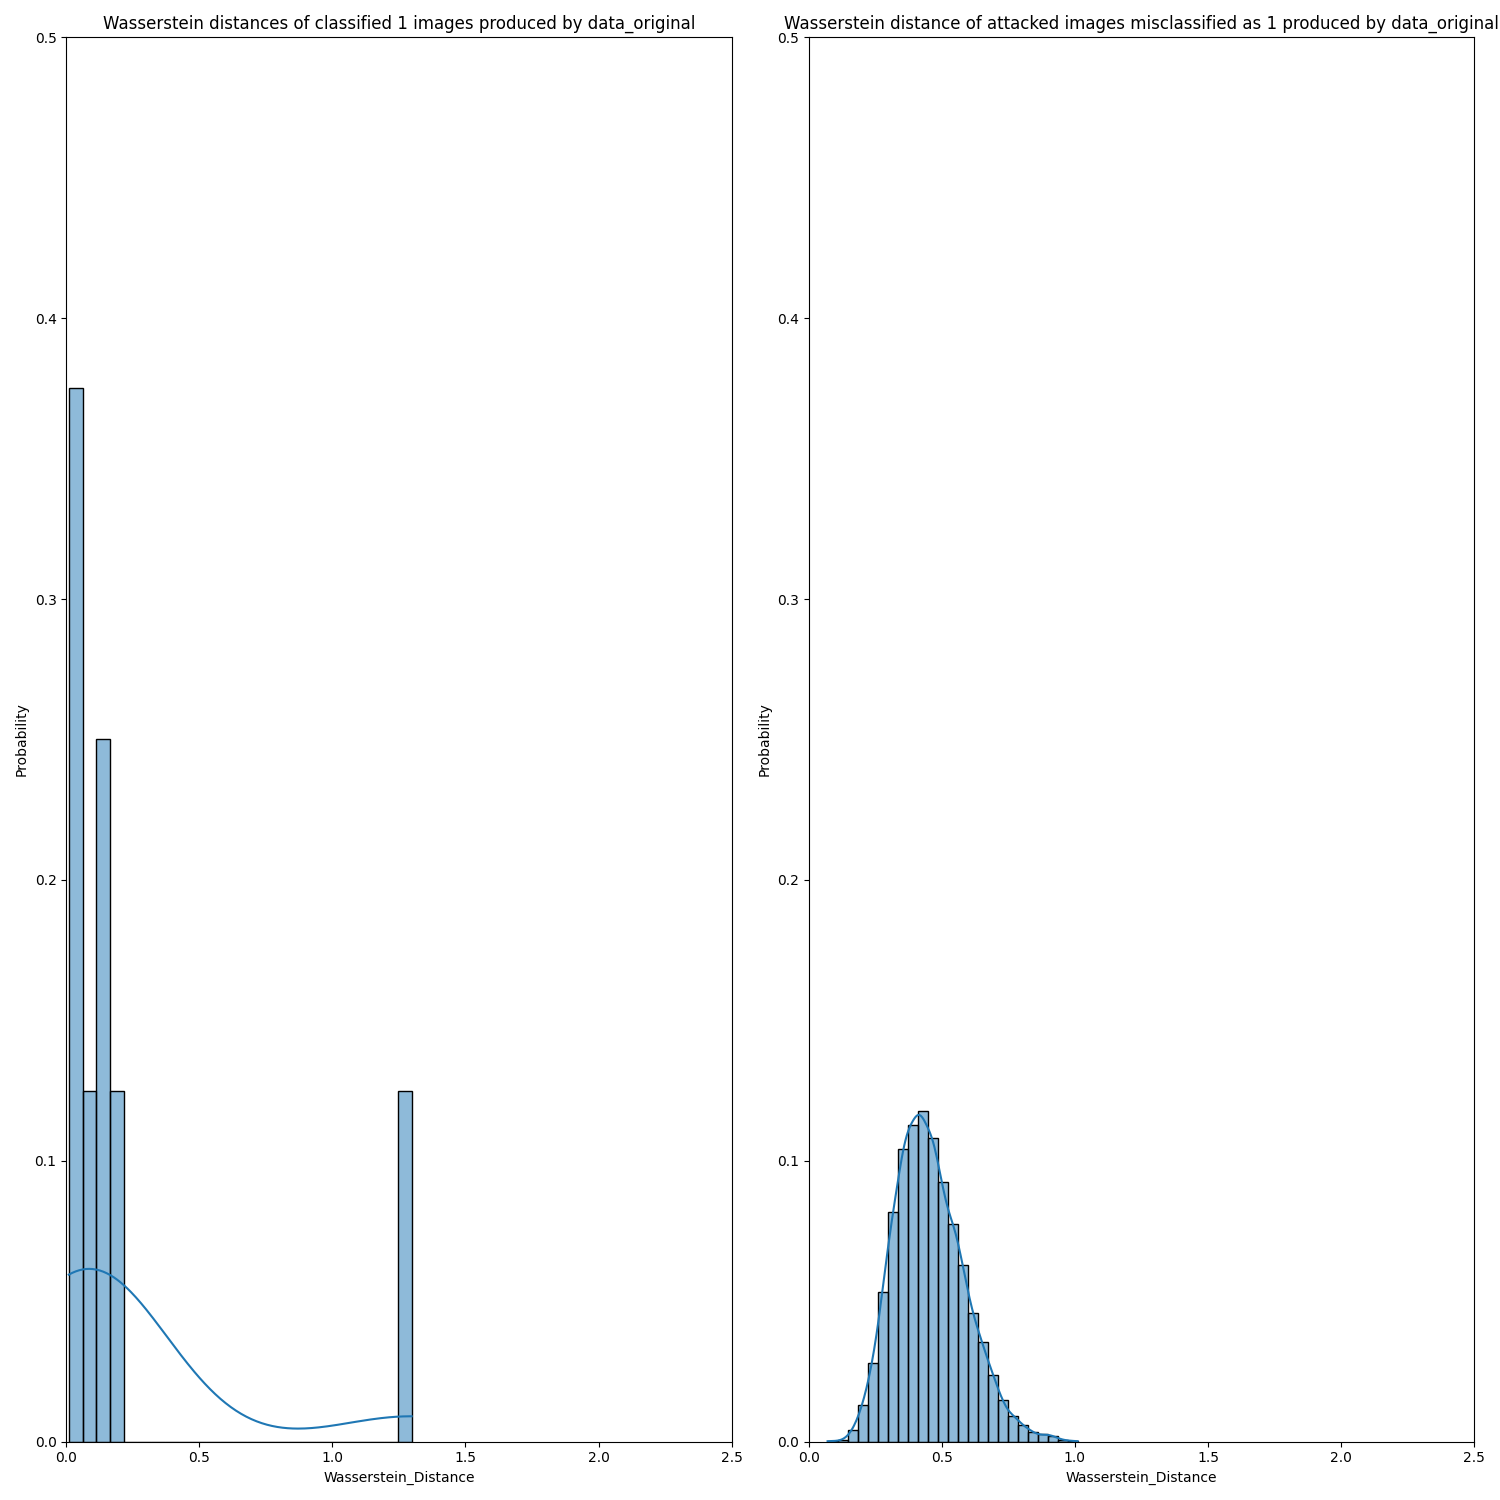 Wasserstein distances of classified 1 images produced by data_original
0.5
0.4
0.3
0.2
0.1
0.0
Probability
0.0 0.5 1.0 1.5 2.0 2.5
Wasserstein_Distance
Wasserstein distance of attacked images misclassified as 1 produced by data_original
0.5
0.4
0.3
0.2
0.1
0.0
Probability
0.0 0.5 1.0 1.5 2.0 2.5
Wasserstein_Distance